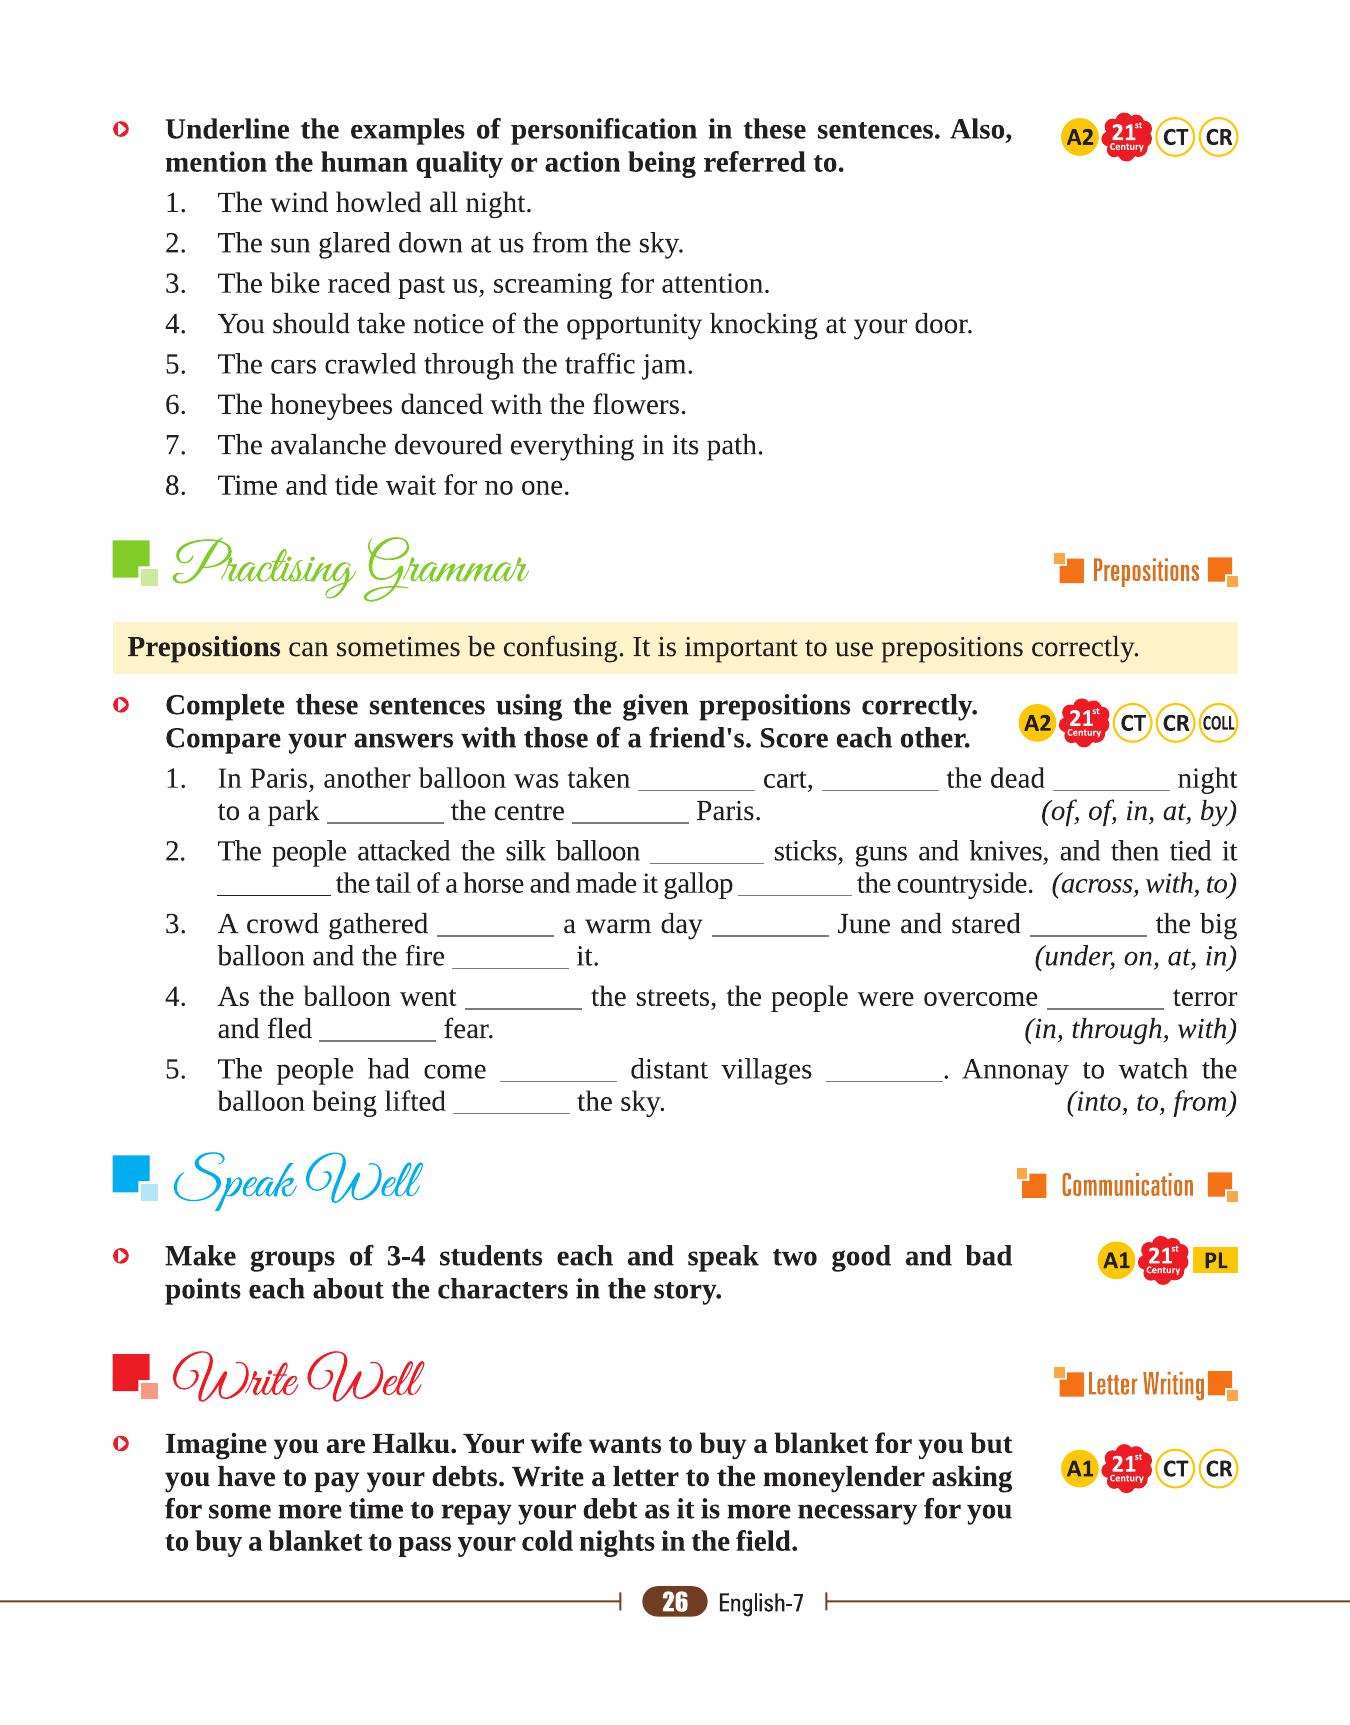 Underline the examples of personification in these sentences. Also,
mention the human quality or action being referred to.
A2 21st Century CT CR
1. The wind howled all night.
2. The sun glared down at us from the sky.
3. The bike raced past us, screaming for attention.
4. You should take notice of the opportunity knocking at your door.
5. The cars crawled through the traffic jam.
6. The honeybees danced with the flowers.
7. The avalanche devoured everything in its path.
8. Time and tide wait for no one.
Practising Grammar
Prepositions
Prepositions can sometimes be confusing. It is important to use prepositions correctly.
Complete these sentences using the given prepositions correctly.
Compare your answers with those of a friend's. Score each other.
A2 21st Century CT CR COLL
1. In Paris, another balloon was taken ________ cart, ________ the dead ________ night
to a park ________ the centre ________ Paris. (of, of, in, at, by)
2. The people attacked the silk balloon ________ sticks, guns and knives, and then tied it
________ the tail of a horse and made it gallop ________ the countryside. (across, with, to)
3. A crowd gathered ________ a warm day ________ June and stared ________ the big
balloon and the fire ________ it. (under, on, at, in)
4. As the balloon went ________ the streets, the people were overcome ________ terror
and fled ________ fear. (in, through, with)
5. The people had come ________ distant villages ________. Annonay to watch the
balloon being lifted ________ the sky. (into, to, from)
Speak Well
Communication
Make groups of 3-4 students each and speak two good and bad
points each about the characters in the story.
A1 21st Century PL
Write Well
Letter Writing
Imagine you are Halku. Your wife wants to buy a blanket for you but
you have to pay your debts. Write a letter to the moneylender asking
for some more time to repay your debt as it is more necessary for you
to buy a blanket to pass your cold nights in the field.
A1 21st Century CT CR
26 English-7